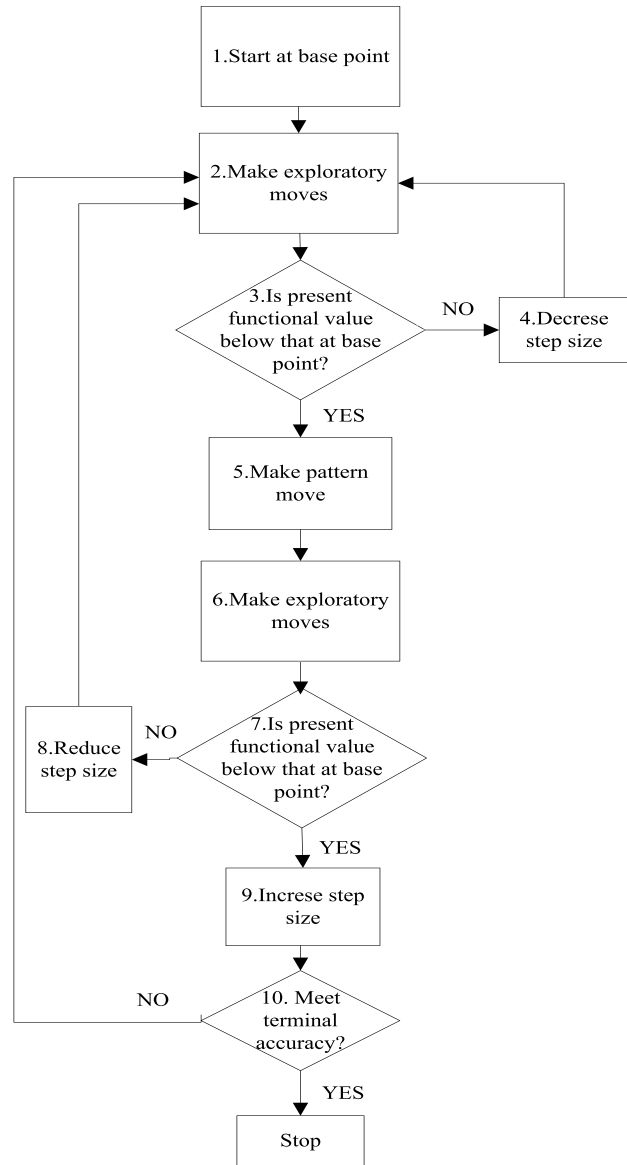 1.Start at base point
2.Make exploratory
moves
3.Is present
functional value
below that at base
point?
NO
4.Decrese
step size
YES
5.Make pattern
move
6.Make exploratory
moves
7.Is present
functional value
below that at base
point?
NO
8.Reduce
step size
YES
9.Increse step
size
10. Meet
terminal
accuracy?
NO
YES
Stop